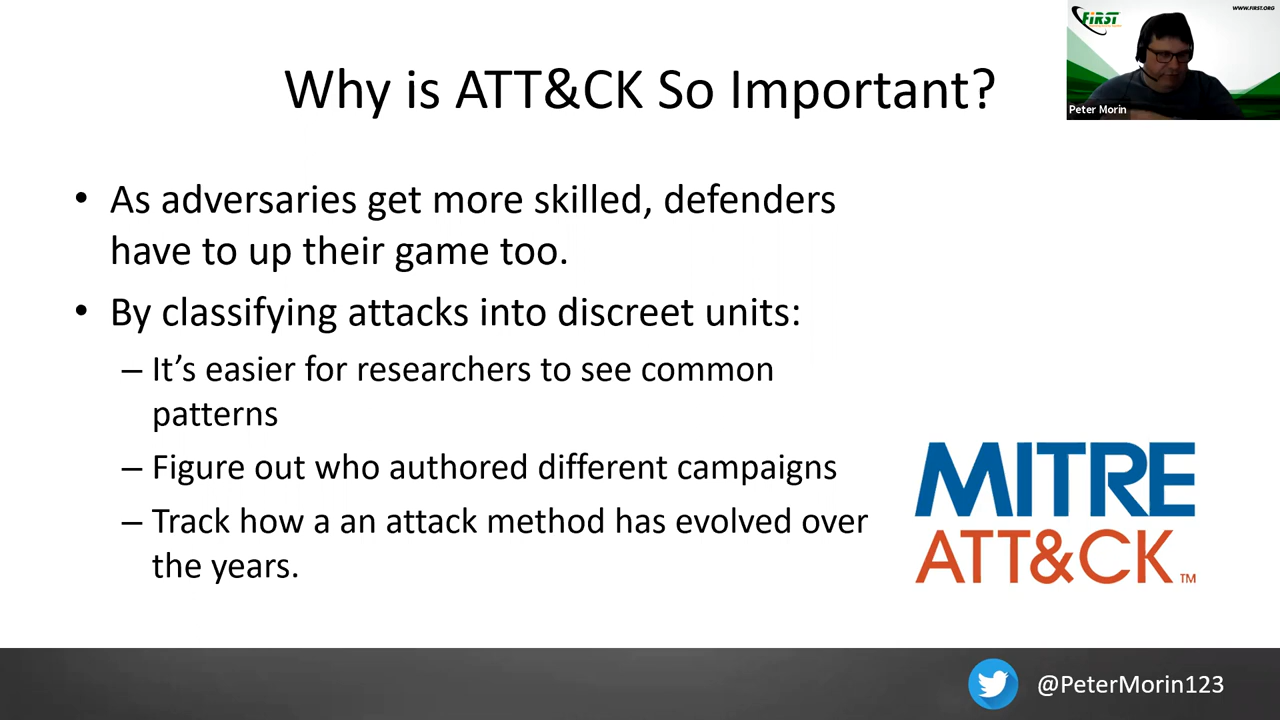 WWW.FIRST.ORG
FiRST
Peter Morin
Why is ATT&CK So Important?
• As adversaries get more skilled, defenders
have to up their game too.
• By classifying attacks into discreet units:
– It’s easier for researchers to see common
patterns
– Figure out who authored different campaigns
– Track how a an attack method has evolved over
the years.
MITRE
ATT&CK™
@PeterMorin123